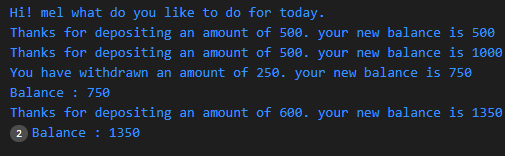 Hi! mel what do you like to do for today.
Thanks for depositing an amount of 500. your new balance is 500
Thanks for depositing an amount of 500. your new balance is 1000
You have withdrawn an amount of 250. your new balance is 750
Balance : 750
Thanks for depositing an amount of 600. your new balance is 1350
2 Balance : 1350